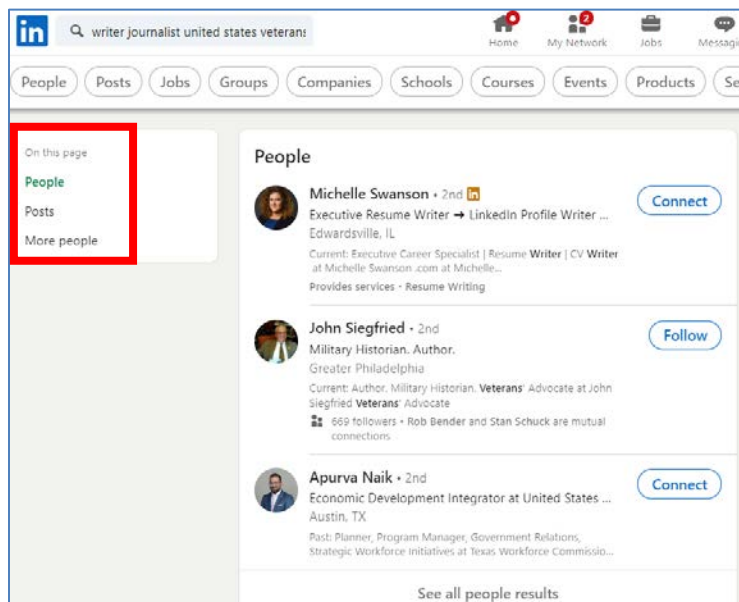 in
writer journalist united states veterans
2
Home
My Network
Jobs
Messagi
People
Posts
Jobs
Groups
Companies
Schools
Courses
Events
Products
Se
On this page
People
Posts
More people
People
Michelle Swanson • 2nd in
Connect
Executive Resume Writer → LinkedIn Profile Writer ...
Edwardsville, IL
Current: Executive Career Specialist | Resume Writer | CV Writer
at Michelle Swanson .com at Michelle...
Provides services - Resume Writing
John Siegfried • 2nd
Follow
Military Historian. Author.
Greater Philadelphia
Current: Author. Military Historian. Veterans' Advocate at John
Siegfried Veterans' Advocate
669 followers • Rob Bender and Stan Schuck are mutual
connections
Apurva Naik • 2nd
Connect
Economic Development Integrator at United States ...
Austin, TX
Past: Planner, Program Manager, Government Relations,
Strategic Workforce Initiatives at Texas Workforce Commissio...
See all people results